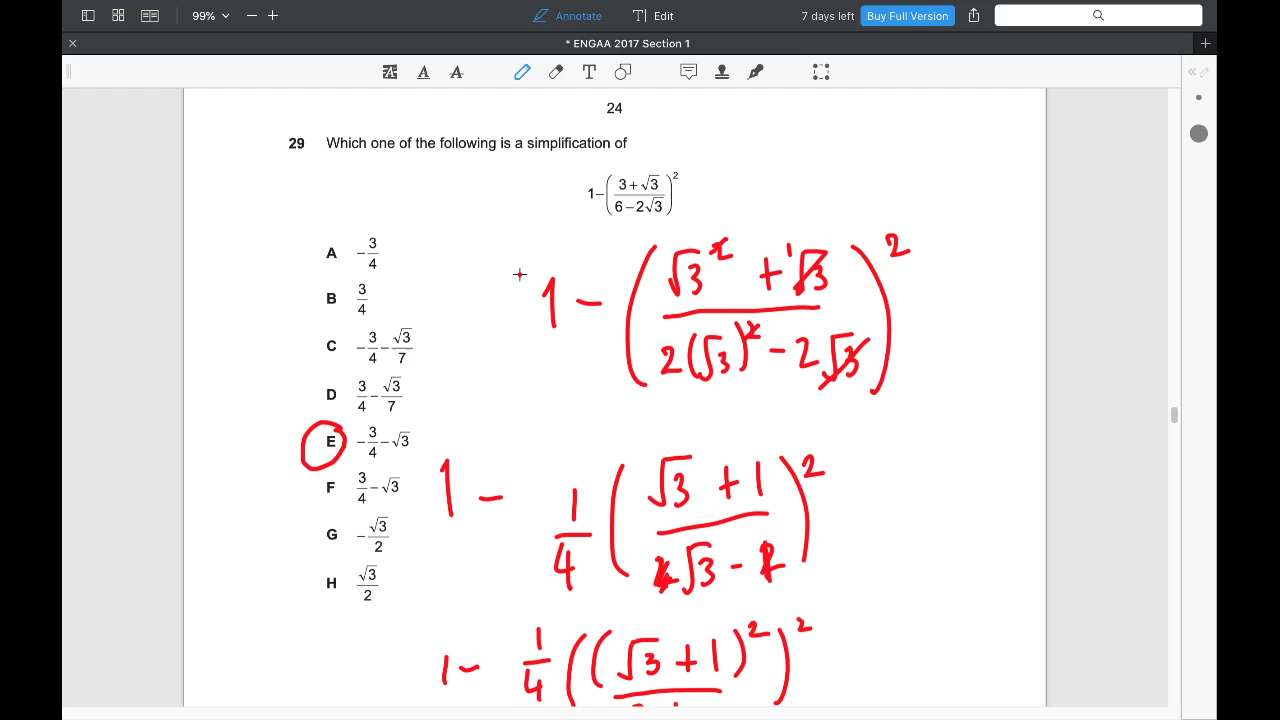 99%
Annotate
T Edit
7 days left
Buy Full Version
* ENGAA 2017 Section 1
24
29 Which one of the following is a simplification of
1−((3+√3)/(6−2√3))²
A −3/4
B 3/4
C −3/4−√3/7
D 3/4−√3/7
E −3/4−√3
F 3/4−√3
G −√3/2
H √3/2
1 − ((√3² + 1√3)/(2(√3)² − 2√3))²
1 − 1/4 ((√3 + 1)/(√3 − 1))²
1 − 1/4 ((√3 + 1)²
)²